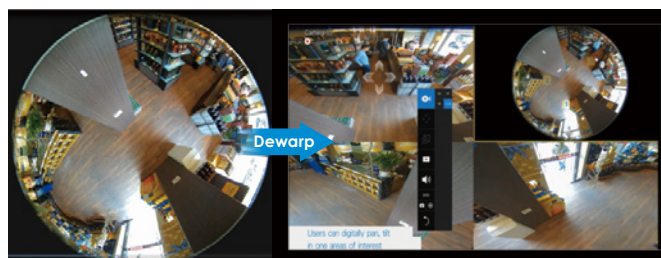 Dewarp
Users can digitally pan, tilt
in one areas of interest